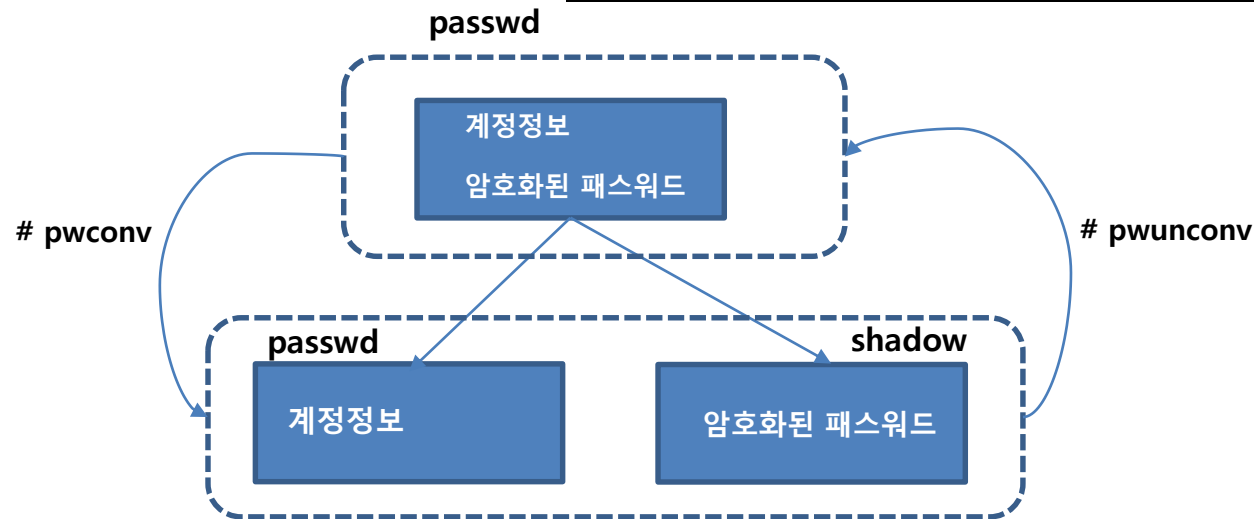 passwd
계정정보
암호화된 패스워드
# pwconv
# pwunconv
passwd
shadow
계정정보
암호화된 패스워드